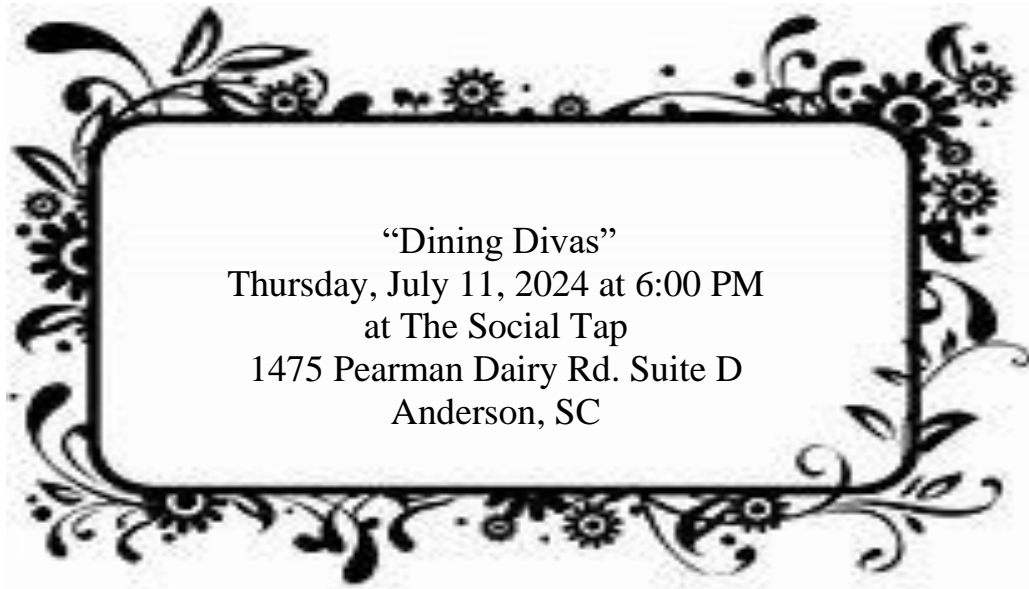 “Dining Divas”
Thursday, July 11, 2024 at 6:00 PM
at The Social Tap
1475 Pearman Dairy Rd. Suite D
Anderson, SC